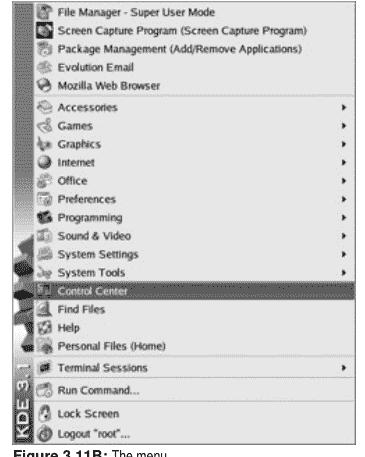 File Manager - Super User Mode
Screen Capture Program (Screen Capture Program)
Package Management (Add/Remove Applications)
Evolution Email
Mozilla Web Browser
Accessories
Games
Graphics
Internet
Office
Preferences
Programming
Sound & Video
System Settings
System Tools
Control Center
Find Files
Help
Personal Files (Home)
Terminal Sessions
Run Command...
Lock Screen
Logout "root"...
KDE 3.1
Figure 3.11B: The menu